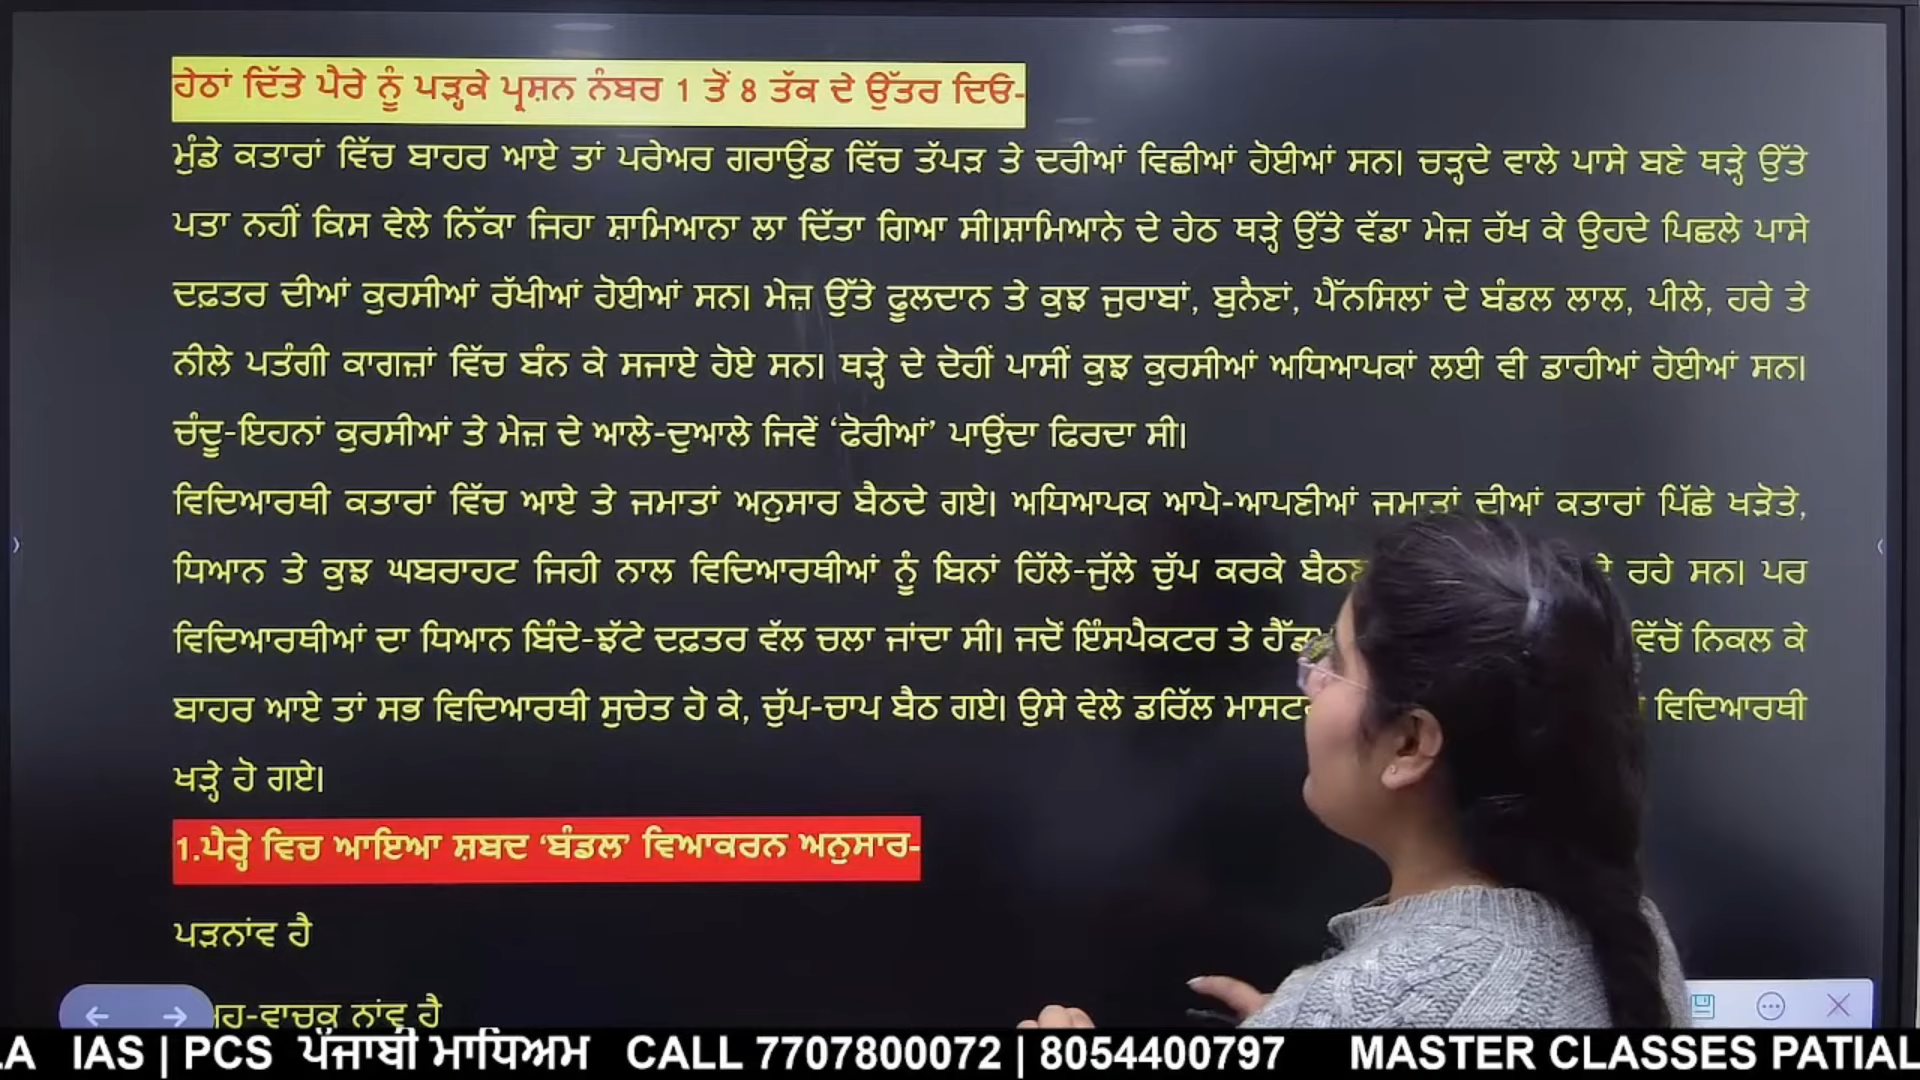 ਹੇਠਾਂ ਦਿੱਤੇ ਪੈਰੇ ਨੂੰ ਪੜ੍ਹਕੇ ਪ੍ਰਸ਼ਨ ਨੰਬਰ 1 ਤੋਂ 8 ਤੱਕ ਦੇ ਉੱਤਰ ਦਿਓ-
ਮੁੰਡੇ ਕਤਾਰਾਂ ਵਿੱਚ ਬਾਹਰ ਆਏ ਤਾਂ ਪਰੇਅਰ ਗਰਾਉਂਡ ਵਿੱਚ ਤੱਪੜ ਤੇ ਦਰੀਆਂ ਵਿਛੀਆਂ ਹੋਈਆਂ ਸਨ। ਚੜ੍ਹਦੇ ਵਾਲੇ ਪਾਸੇ ਬਣੇ ਥੜ੍ਹੇ ਉੱਤੇ
ਪਤਾ ਨਹੀਂ ਕਿਸ ਵੇਲੇ ਨਿੱਕਾ ਜਿਹਾ ਸ਼ਾਮਿਆਨਾ ਲਾ ਦਿੱਤਾ ਗਿਆ ਸੀ।ਸ਼ਾਮਿਆਨੇ ਦੇ ਹੇਠ ਥੜ੍ਹੇ ਉੱਤੇ ਵੱਡਾ ਮੇਜ਼ ਰੱਖ ਕੇ ਉਹਦੇ ਪਿਛਲੇ ਪਾਸੇ
ਦਫ਼ਤਰ ਦੀਆਂ ਕੁਰਸੀਆਂ ਰੱਖੀਆਂ ਹੋਈਆਂ ਸਨ। ਮੇਜ਼ ਉੱਤੇ ਫੂਲਦਾਨ ਤੇ ਕੁਝ ਜੁਰਾਬਾਂ, ਬੁਨੈਣਾਂ, ਪੈੱਨਸਿਲਾਂ ਦੇ ਬੰਡਲ ਲਾਲ, ਪੀਲੇ, ਹਰੇ ਤੇ
ਨੀਲੇ ਪਤੰਗੀ ਕਾਗਜ਼ਾਂ ਵਿੱਚ ਬੰਨ ਕੇ ਸਜਾਏ ਹੋਏ ਸਨ। ਥੜ੍ਹੇ ਦੇ ਦੋਹੀਂ ਪਾਸੀਂ ਕੁਝ ਕੁਰਸੀਆਂ ਅਧਿਆਪਕਾਂ ਲਈ ਵੀ ਡਾਹੀਆਂ ਹੋਈਆਂ ਸਨ।
ਚੰਦੂ-ਇਹਨਾਂ ਕੁਰਸੀਆਂ ਤੇ ਮੇਜ਼ ਦੇ ਆਲੇ-ਦੁਆਲੇ ਜਿਵੇਂ ‘ਫੋਰੀਆਂ’ ਪਾਉਂਦਾ ਫਿਰਦਾ ਸੀ।
ਵਿਦਿਆਰਥੀ ਕਤਾਰਾਂ ਵਿੱਚ ਆਏ ਤੇ ਜਮਾਤਾਂ ਅਨੁਸਾਰ ਬੈਠਦੇ ਗਏ। ਅਧਿਆਪਕ ਆਪੋ-ਆਪਣੀਆਂ ਜਮਾਤਾਂ ਦੀਆਂ ਕਤਾਰਾਂ ਪਿੱਛੇ ਖੜੋਤੇ,
ਧਿਆਨ ਤੇ ਕੁਝ ਘਬਰਾਹਟ ਜਿਹੀ ਨਾਲ ਵਿਦਿਆਰਥੀਆਂ ਨੂੰ ਬਿਨਾਂ ਹਿੱਲੇ-ਜੁੱਲੇ ਚੁੱਪ ਕਰਕੇ ਰਹੇ ਸਨ। ਪਰ
ਵਿਦਿਆਰਥੀਆਂ ਦਾ ਧਿਆਨ ਬਿੰਦੇ-ਝੱਟੇ ਦਫ਼ਤਰ ਵੱਲ ਚਲਾ ਜਾਂਦਾ ਸੀ। ਜਦੋਂ ਇੰਸਪੈਕਟਰ ਤੇ ਵਿੱਚੋਂ ਨਿਕਲ ਕੇ
ਬਾਹਰ ਆਏ ਤਾਂ ਸਭ ਵਿਦਿਆਰਥੀ ਸੁਚੇਤ ਹੋ ਕੇ, ਚੁੱਪ-ਚਾਪ ਬੈਠ ਗਏ। ਉਸੇ ਵੇਲੇ ਡਰਿੱਲ ਵਿਦਿਆਰਥੀ
ਖੜ੍ਹੇ ਹੋ ਗਏ।
1.ਪੈਰ੍ਹੇ ਵਿਚ ਆਇਆ ਸ਼ਬਦ ‘ਬੰਡਲ’ ਵਿਆਕਰਨ ਅਨੁਸਾਰ-
ਪੜਨਾਂਵ ਹੈ
ਨਾਂਵ ਹੈ
IAS | PCS ਪੰਜਾਬੀ ਮਾਧਿਅਮ CALL 7707800072 | 8054400797 MASTER CLASSES